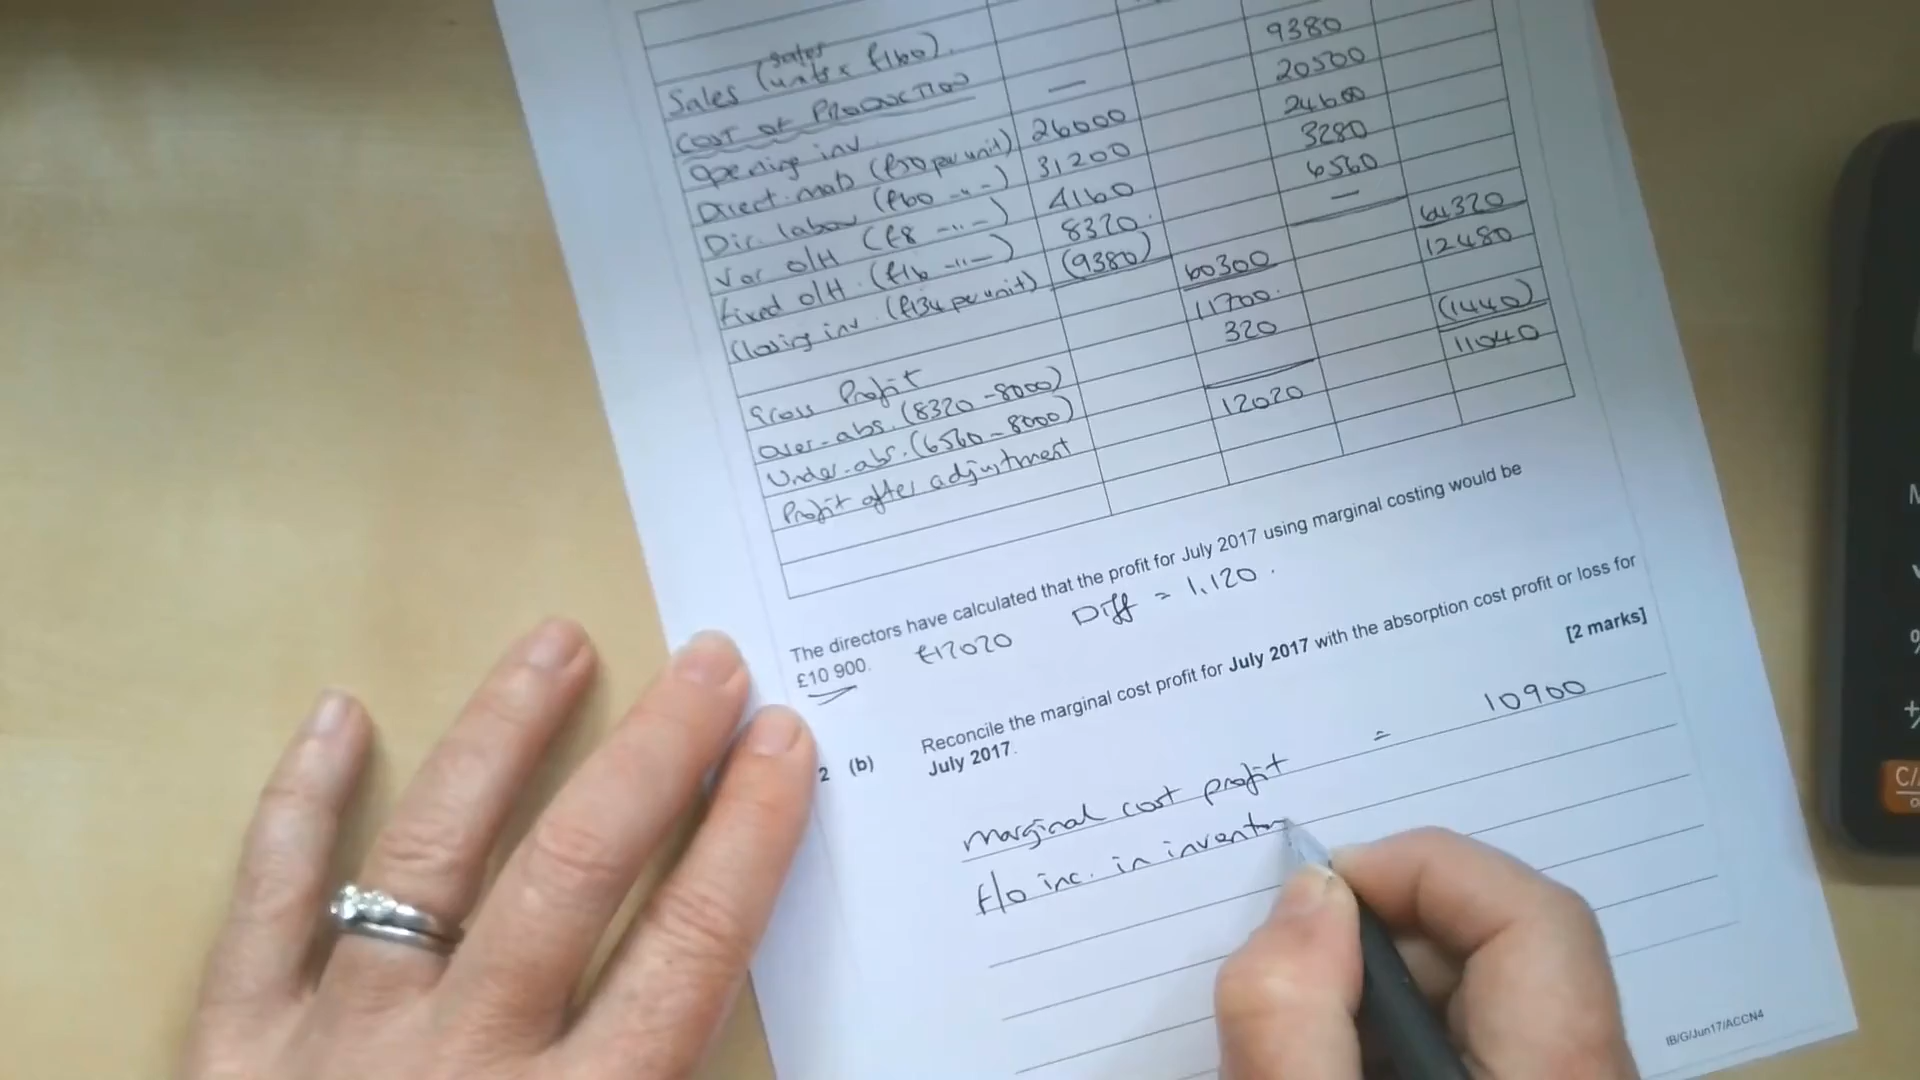 9380
Sales (units x £160). sales
20500
COST OF PRODUCTION
24600
Opening inv — 3280
Direct. mats (£50 per unit) 26000 6560
Dir. labour (£60 -"-) 31200 —
Var O/H (£8 -"-) 4160 64320
Fixed O/H. (£16 -"-) 8320. 12480
Closing inv. (£134 per unit) (9380) 60300
11700. (1440)
Gross Profit 320 11040
Over-abs. (8320-8000)
Under-abs. (6560-8000) 12020
Profit after adjustment
The directors have calculated that the profit for July 2017 using marginal costing would be
£10 900. £12020 Diff = 1,120.
2 (b) Reconcile the marginal cost profit for July 2017 with the absorption cost profit or loss for
July 2017.
[2 marks]
marginal cost profit = 10900
F/O inc. in invento
IB/G/Jun17/ACCN4
C/